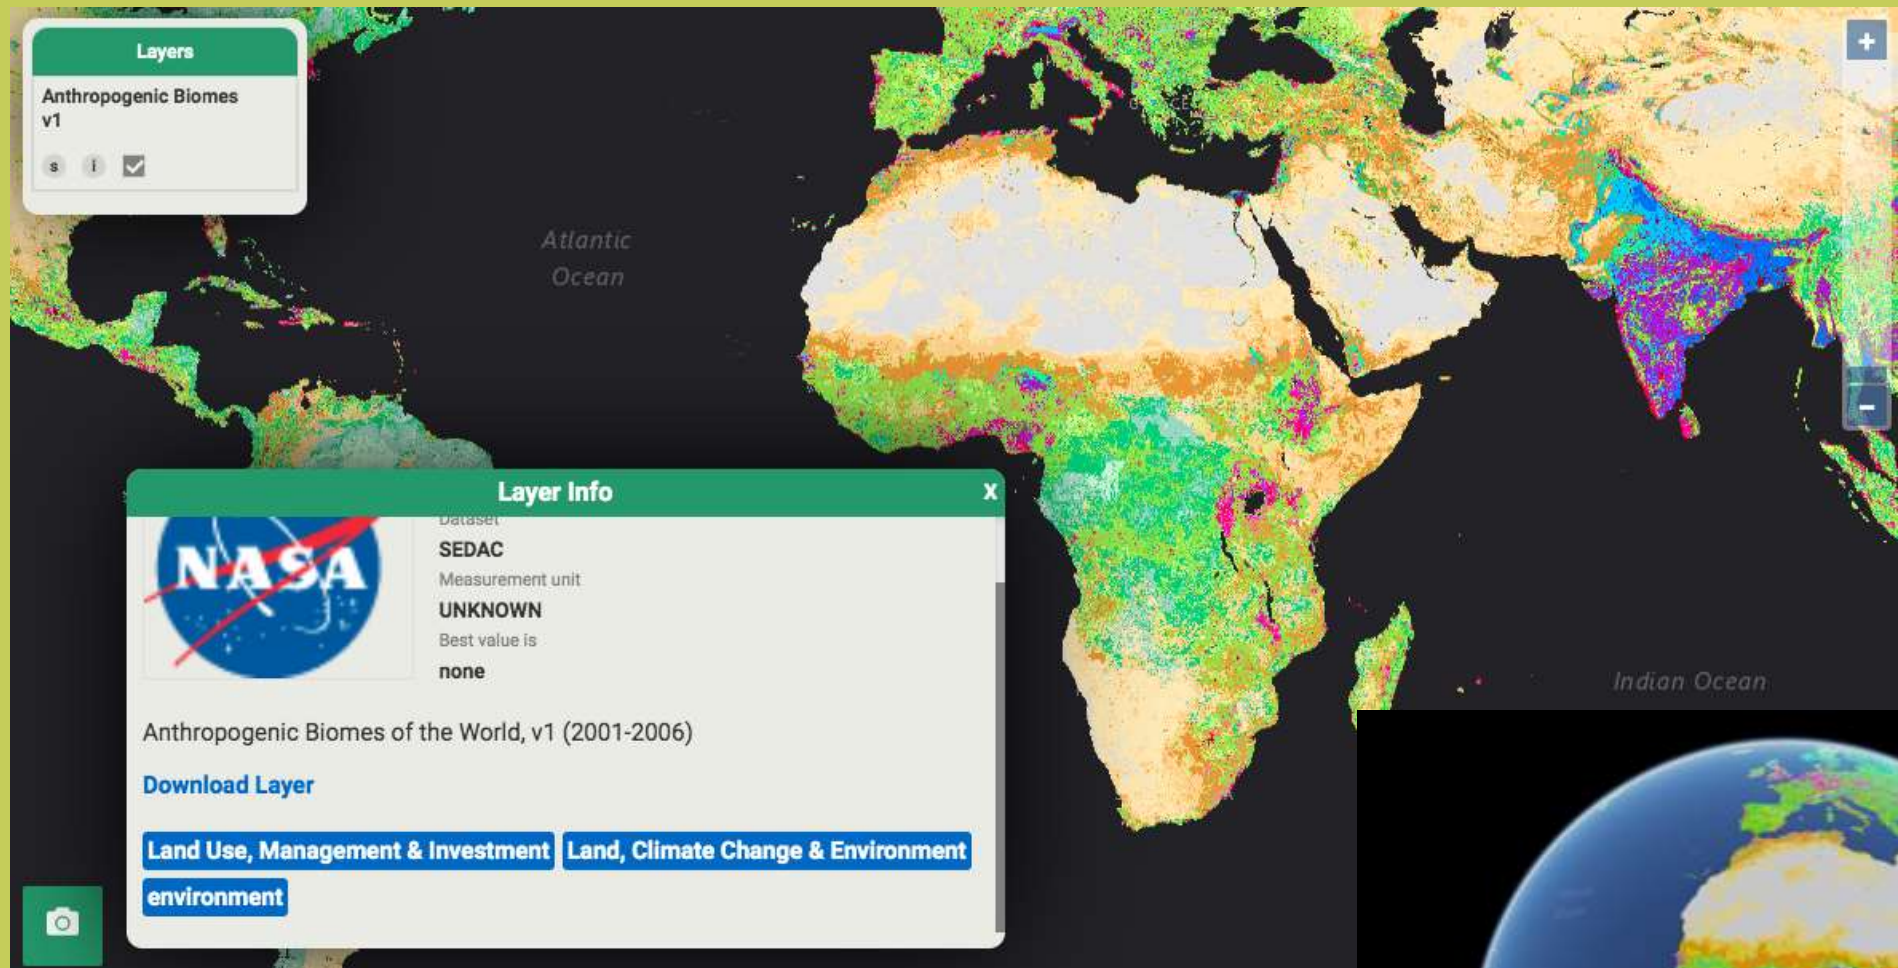 Layers
Anthropogenic Biomes
v1
s i
+
Atlantic
Ocean
−
Layer Info
X
Dataset
NASA
SEDAC
Measurement unit
UNKNOWN
Best value is
none
Anthropogenic Biomes of the World, v1 (2001-2006)
Download Layer
Land Use, Management & Investment
Land, Climate Change & Environment
environment
Indian Ocean